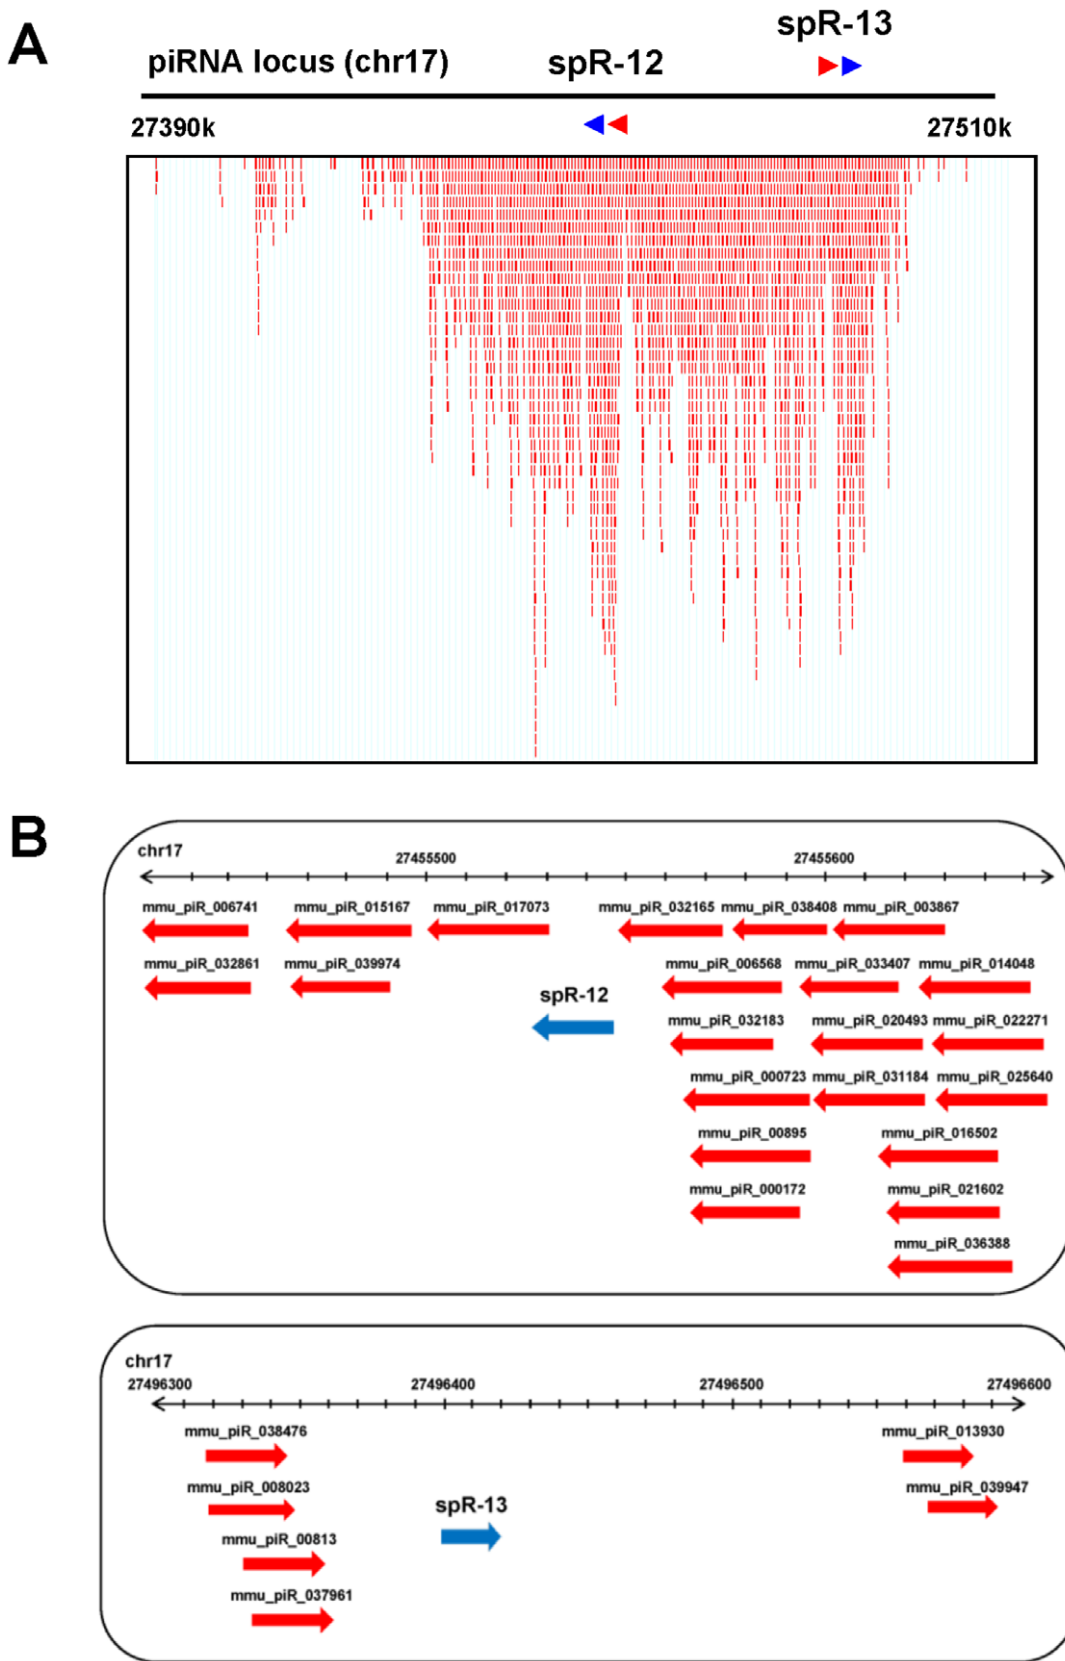 A
spR-13
piRNA locus (chr17) spR-12
27390k 27510k
B
chr17
27455500 27455600
mmu_piR_006741 mmu_piR_015167 mmu_piR_017073 mmu_piR_032165 mmu_piR_038408 mmu_piR_003867
mmu_piR_032861 mmu_piR_039974 mmu_piR_006568 mmu_piR_033407 mmu_piR_014048
spR-12
mmu_piR_032183 mmu_piR_020493 mmu_piR_022271
mmu_piR_000723 mmu_piR_031184 mmu_piR_025640
mmu_piR_00895 mmu_piR_016502
mmu_piR_000172 mmu_piR_021602
mmu_piR_036388
chr17
27496300 27496400 27496500 27496600
mmu_piR_038476 mmu_piR_013930
mmu_piR_008023 mmu_piR_039947
spR-13
mmu_piR_00813
mmu_piR_037961